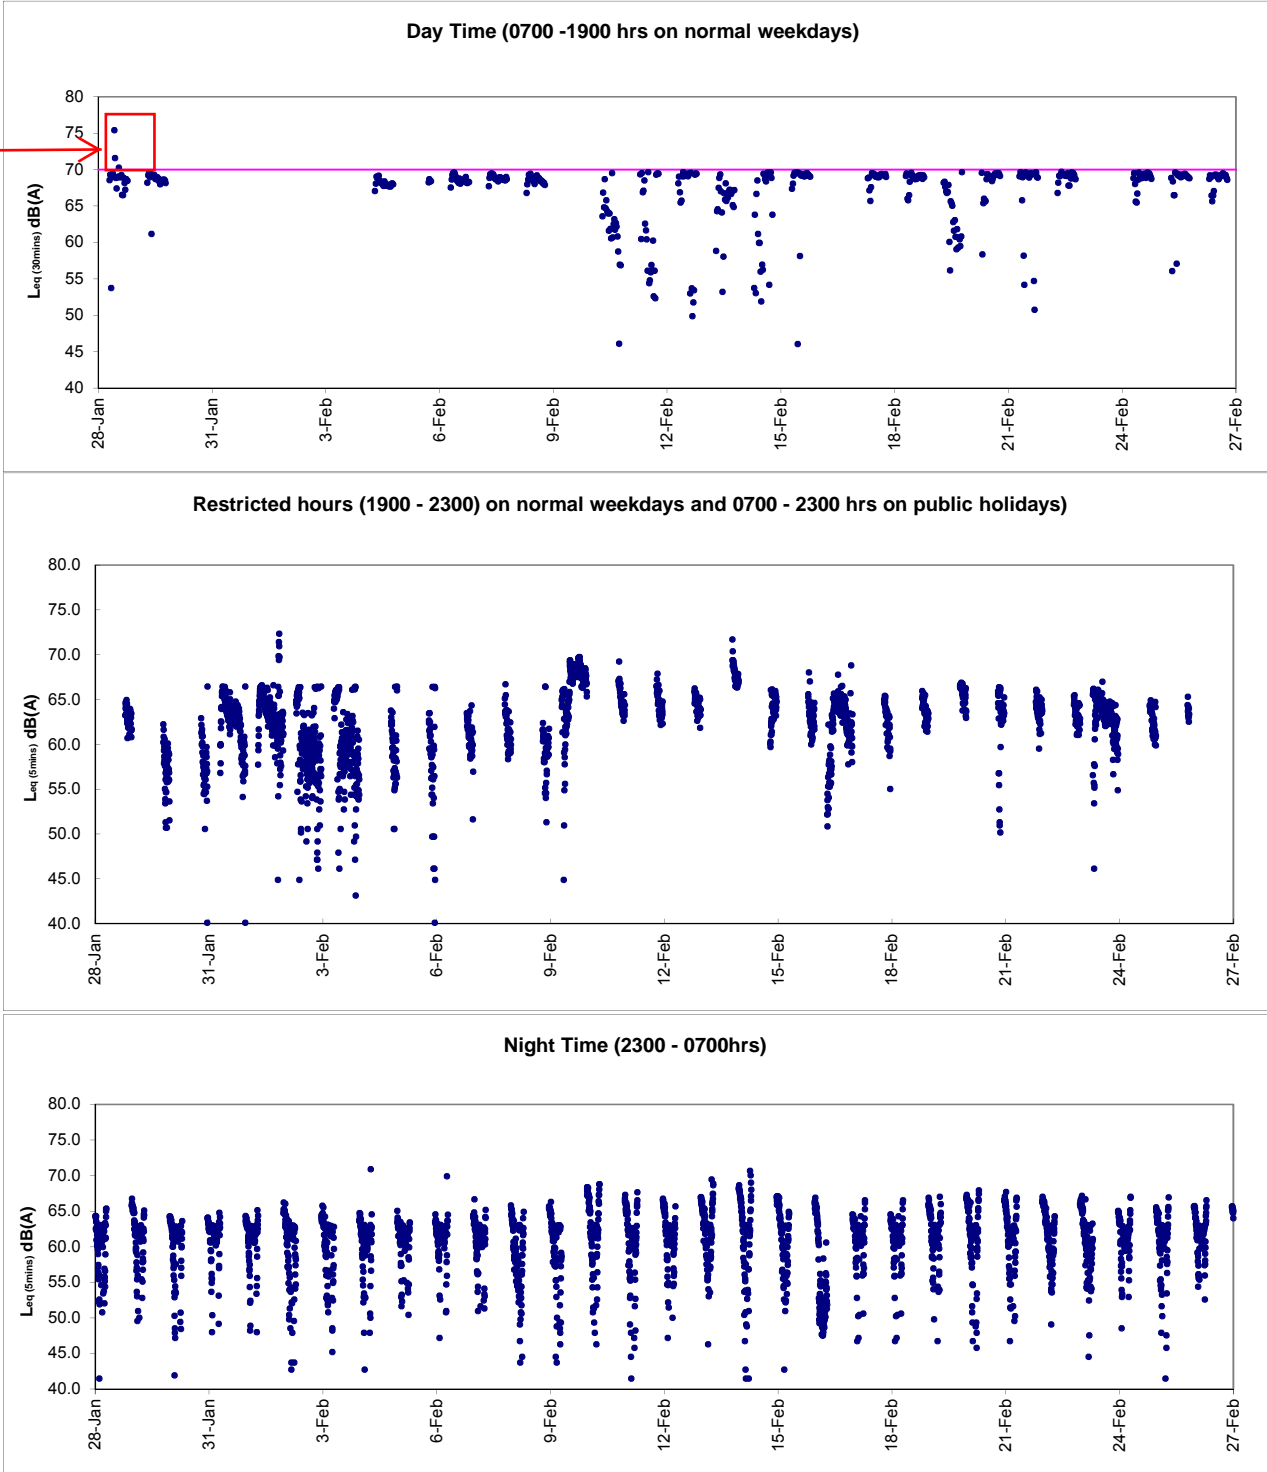 Day Time (0700 -1900 hrs on normal weekdays)
80
75
70
65
60
55
50
45
40
Leq (30mins) dB(A)
28-Jan
31-Jan
3-Feb
6-Feb
9-Feb
12-Feb
15-Feb
18-Feb
21-Feb
24-Feb
27-Feb
Restricted hours (1900 - 2300) on normal weekdays and 0700 - 2300 hrs on public holidays)
80.0
75.0
70.0
65.0
60.0
55.0
50.0
45.0
40.0
Leq (5mins) dB(A)
28-Jan
31-Jan
3-Feb
6-Feb
9-Feb
12-Feb
15-Feb
18-Feb
21-Feb
24-Feb
27-Feb
Night Time (2300 - 0700hrs)
80.0
75.0
70.0
65.0
60.0
55.0
50.0
45.0
40.0
Leq (5mins) dB(A)
28-Jan
31-Jan
3-Feb
6-Feb
9-Feb
12-Feb
15-Feb
18-Feb
21-Feb
24-Feb
27-Feb